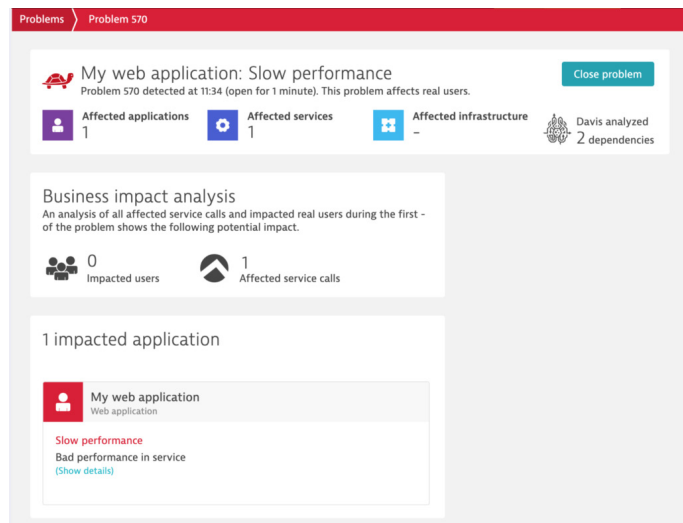 Problems
Problem 570
My web application: Slow performance
Problem 570 detected at 11:34 (open for 1 minute). This problem affects real users.
Close problem
Affected applications
1
Affected services
1
Affected infrastructure
-
Davis analyzed
2 dependencies
Business impact analysis
An analysis of all affected service calls and impacted real users during the first -
of the problem shows the following potential impact.
0
Impacted users
1
Affected service calls
1 impacted application
My web application
Web application
Slow performance
Bad performance in service
(Show details)